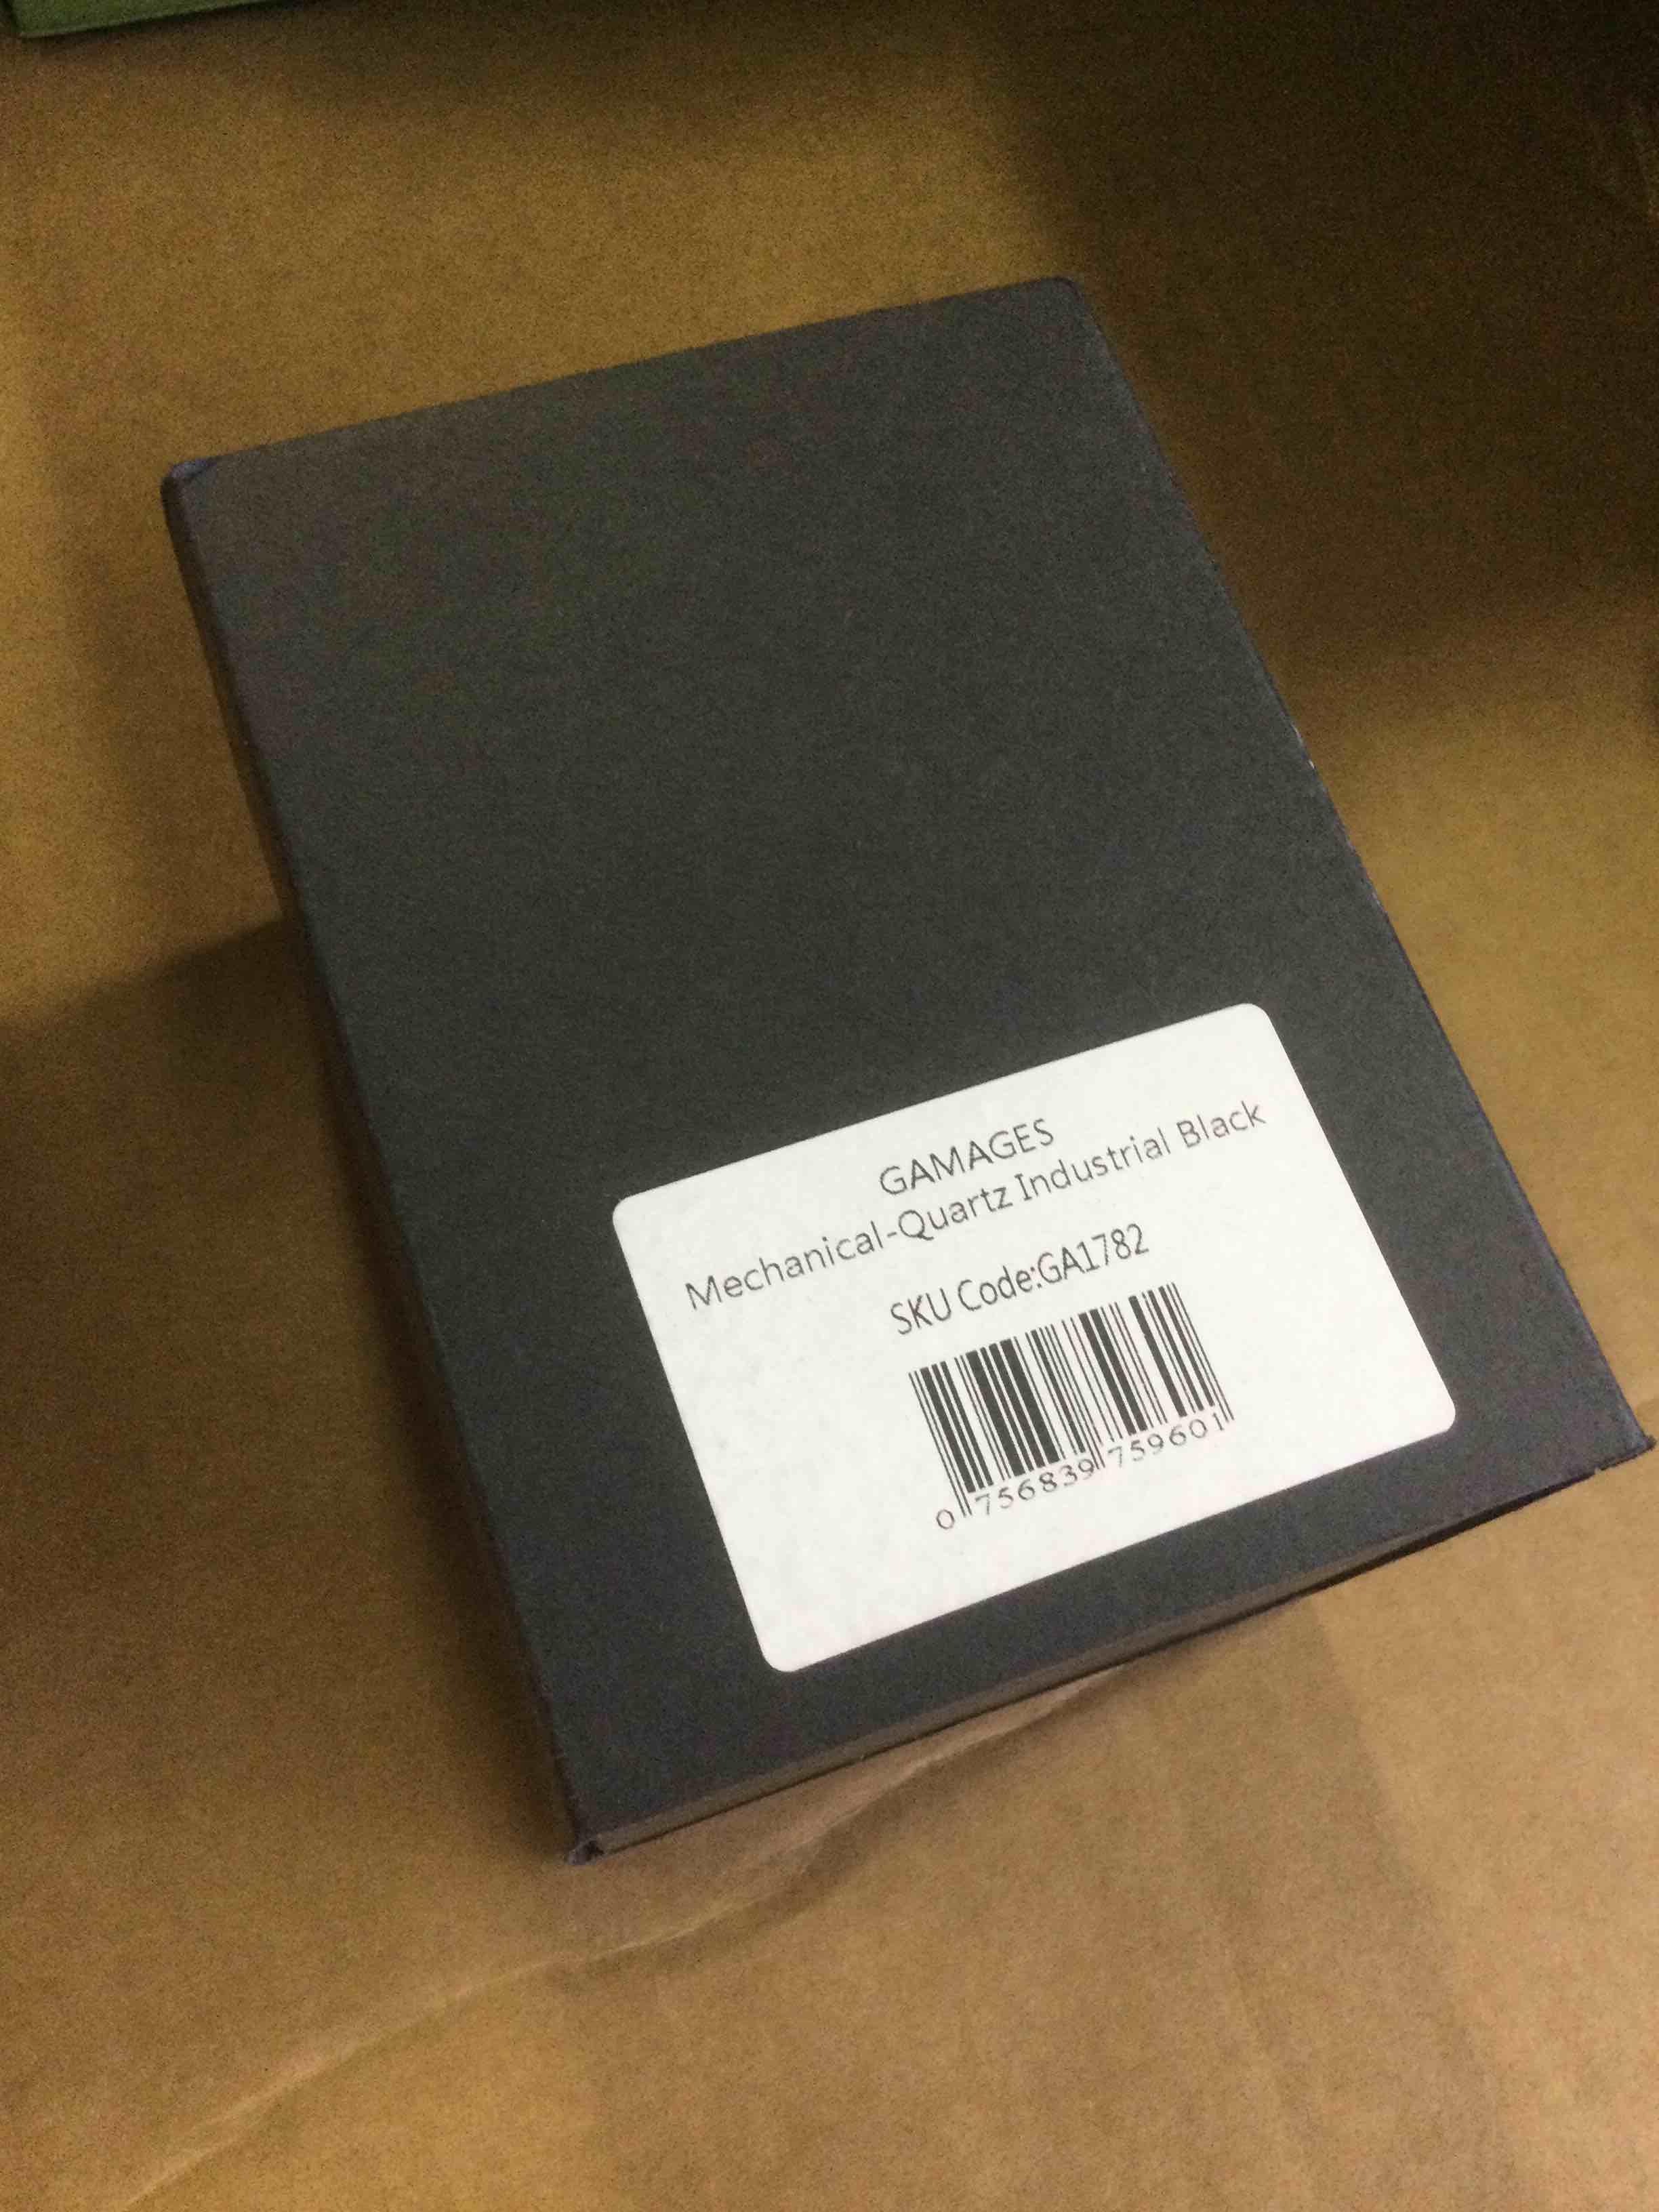 GAMAGES
Mechanical-Quartz Industrial Black
SKU Code:GA1782
0 756839 759601